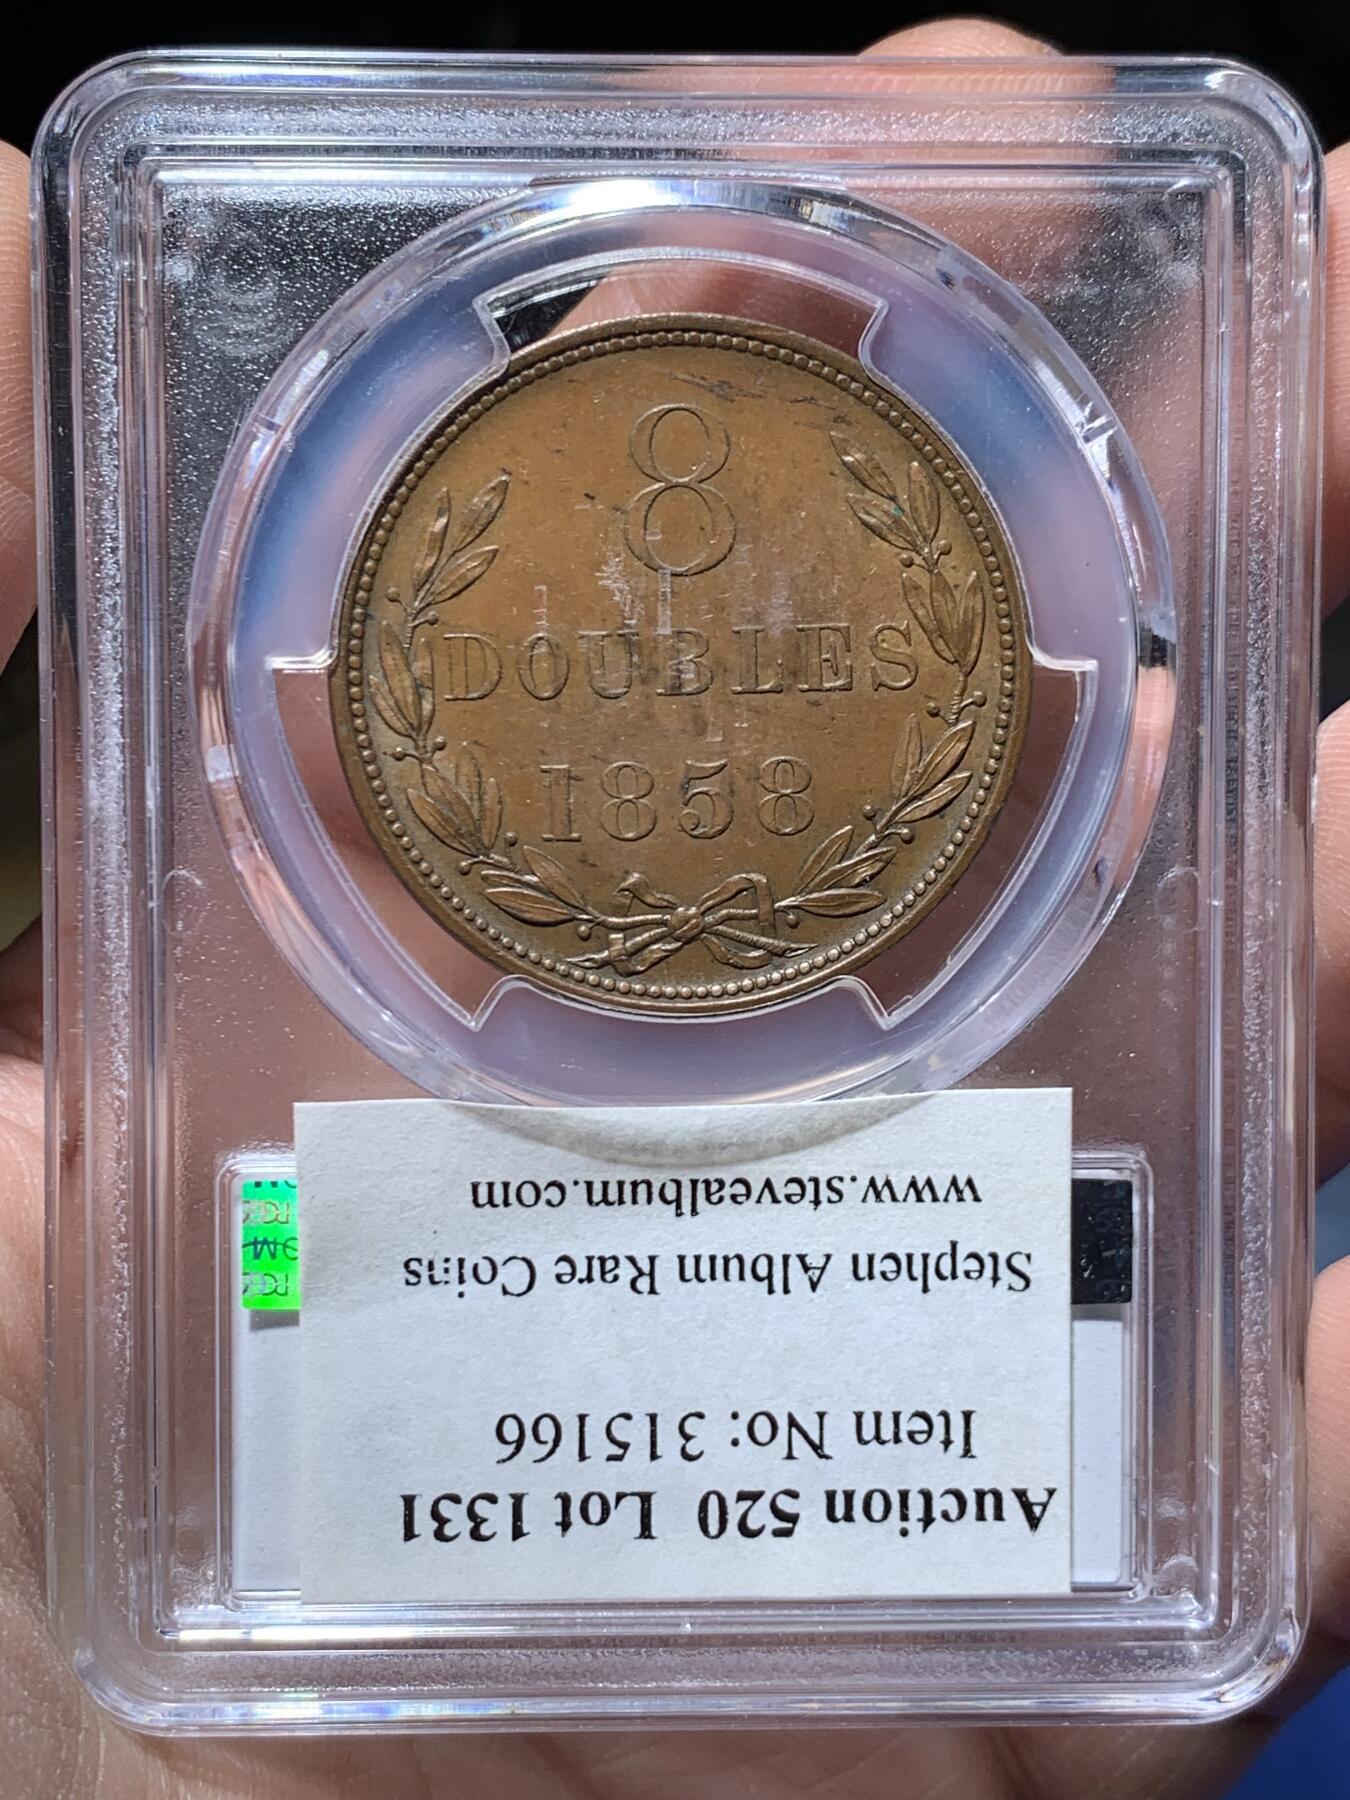 8
DOUBLES
1858
Auction 520 Lot 1331
Item No: 315166
Stephen Album Rare Coins
www.stevealbum.com